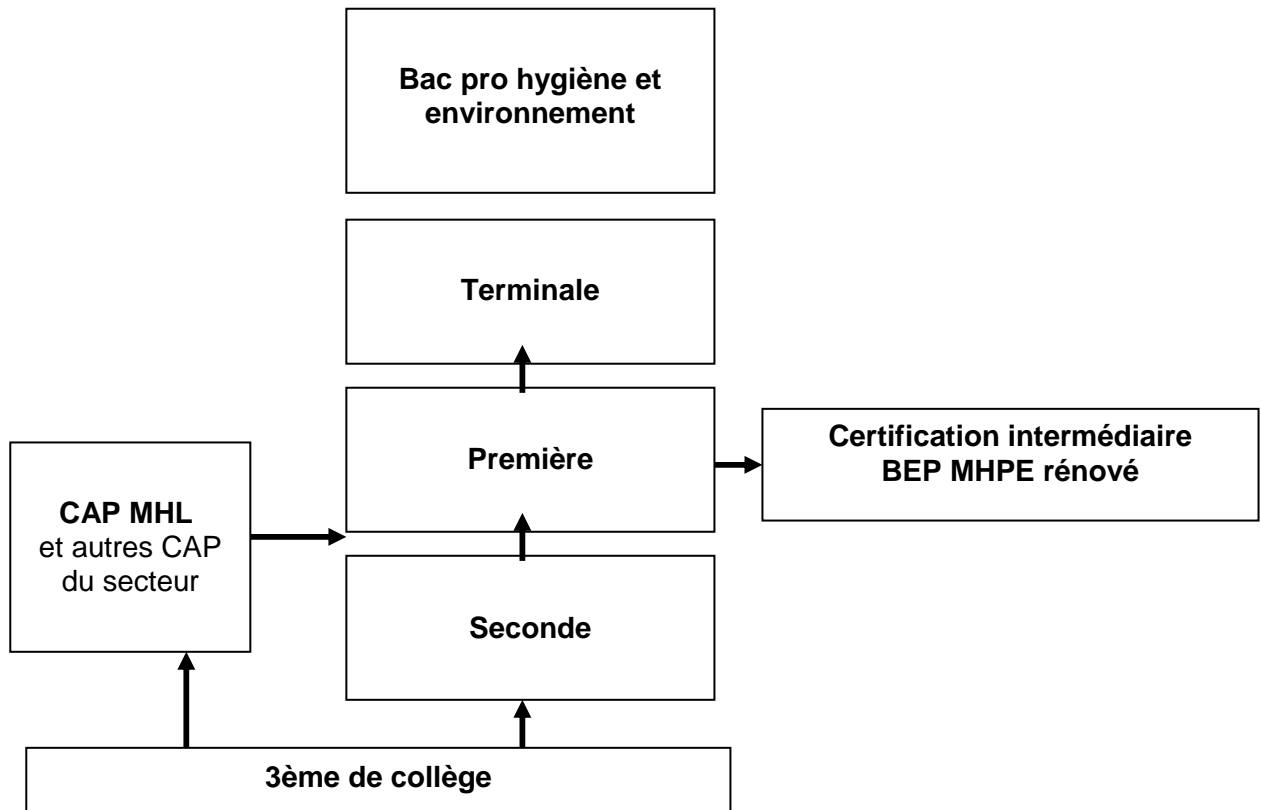 Bac pro hygiène et
environnement
Terminale
Première
Certification intermédiaire
BEP MHPE rénové
CAP MHL
et autres CAP
du secteur
Seconde
3ème de collège